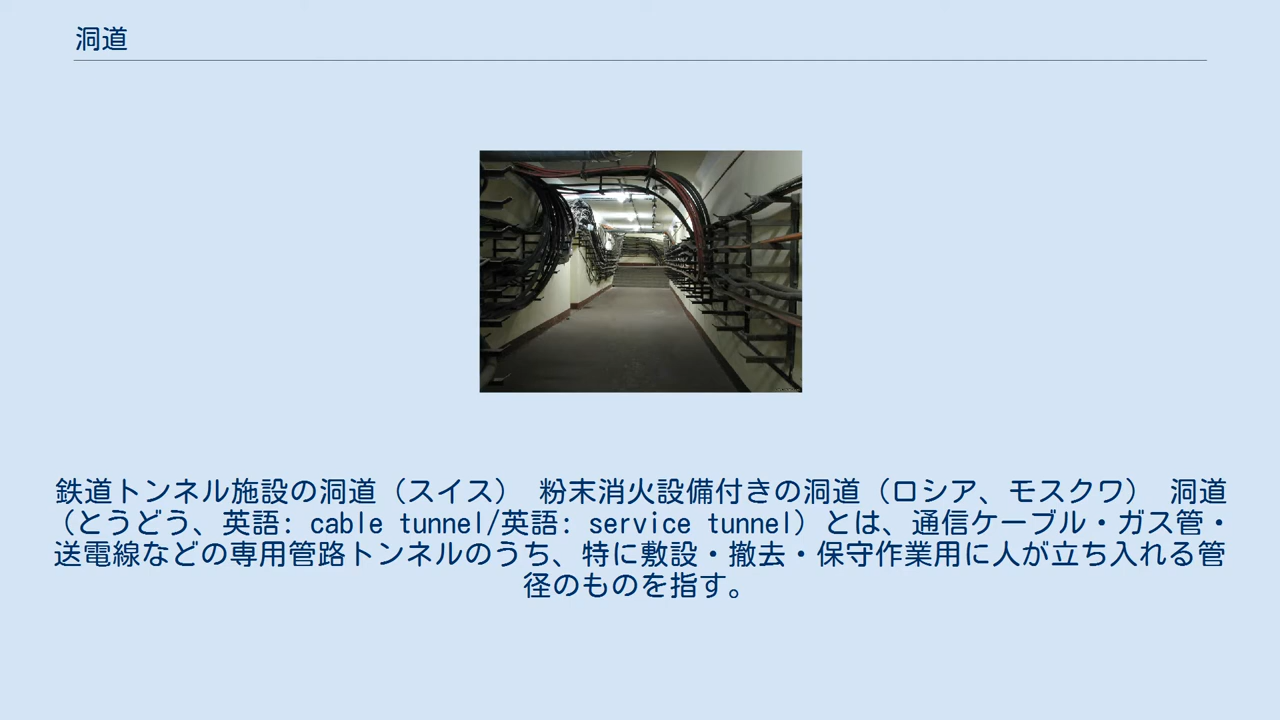 洞道
鉄道トンネル施設の洞道（スイス） 粉末消火設備付きの洞道（ロシア、モスクワ） 洞道
（とうどう、英語: cable tunnel/英語: service tunnel）とは、通信ケーブル・ガス管・
送電線などの専用管路トンネルのうち、特に敷設・撤去・保守作業用に人が立ち入れる管
径のものを指す。